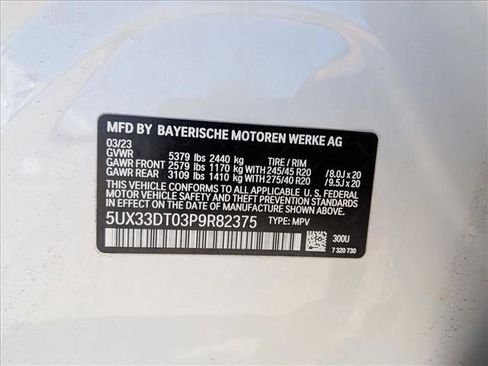 MFD BY BAYERISCHE MOTOREN WERKE AG
03/23
GVWR 5379 lbs 2440 kg TIRE / RIM
GAWR FRONT 2579 lbs 1170 kg WITH 245/45 R20 /8.0J x 20
GAWR REAR 3109 lbs 1410 kg WITH 275/40 R20 /9.5J x 20
THIS VEHICLE CONFORMS TO ALL APPLICABLE U.S. FEDERAL
MOTOR VEHICLE SAFETY AND THEFT PREVENTION STANDARDS
IN EFFECT ON THE DATE OF MANUFACTURE SHOWN ABOVE.
5UX33DT03P9R82375 TYPE: MPV
300U
7 320 730